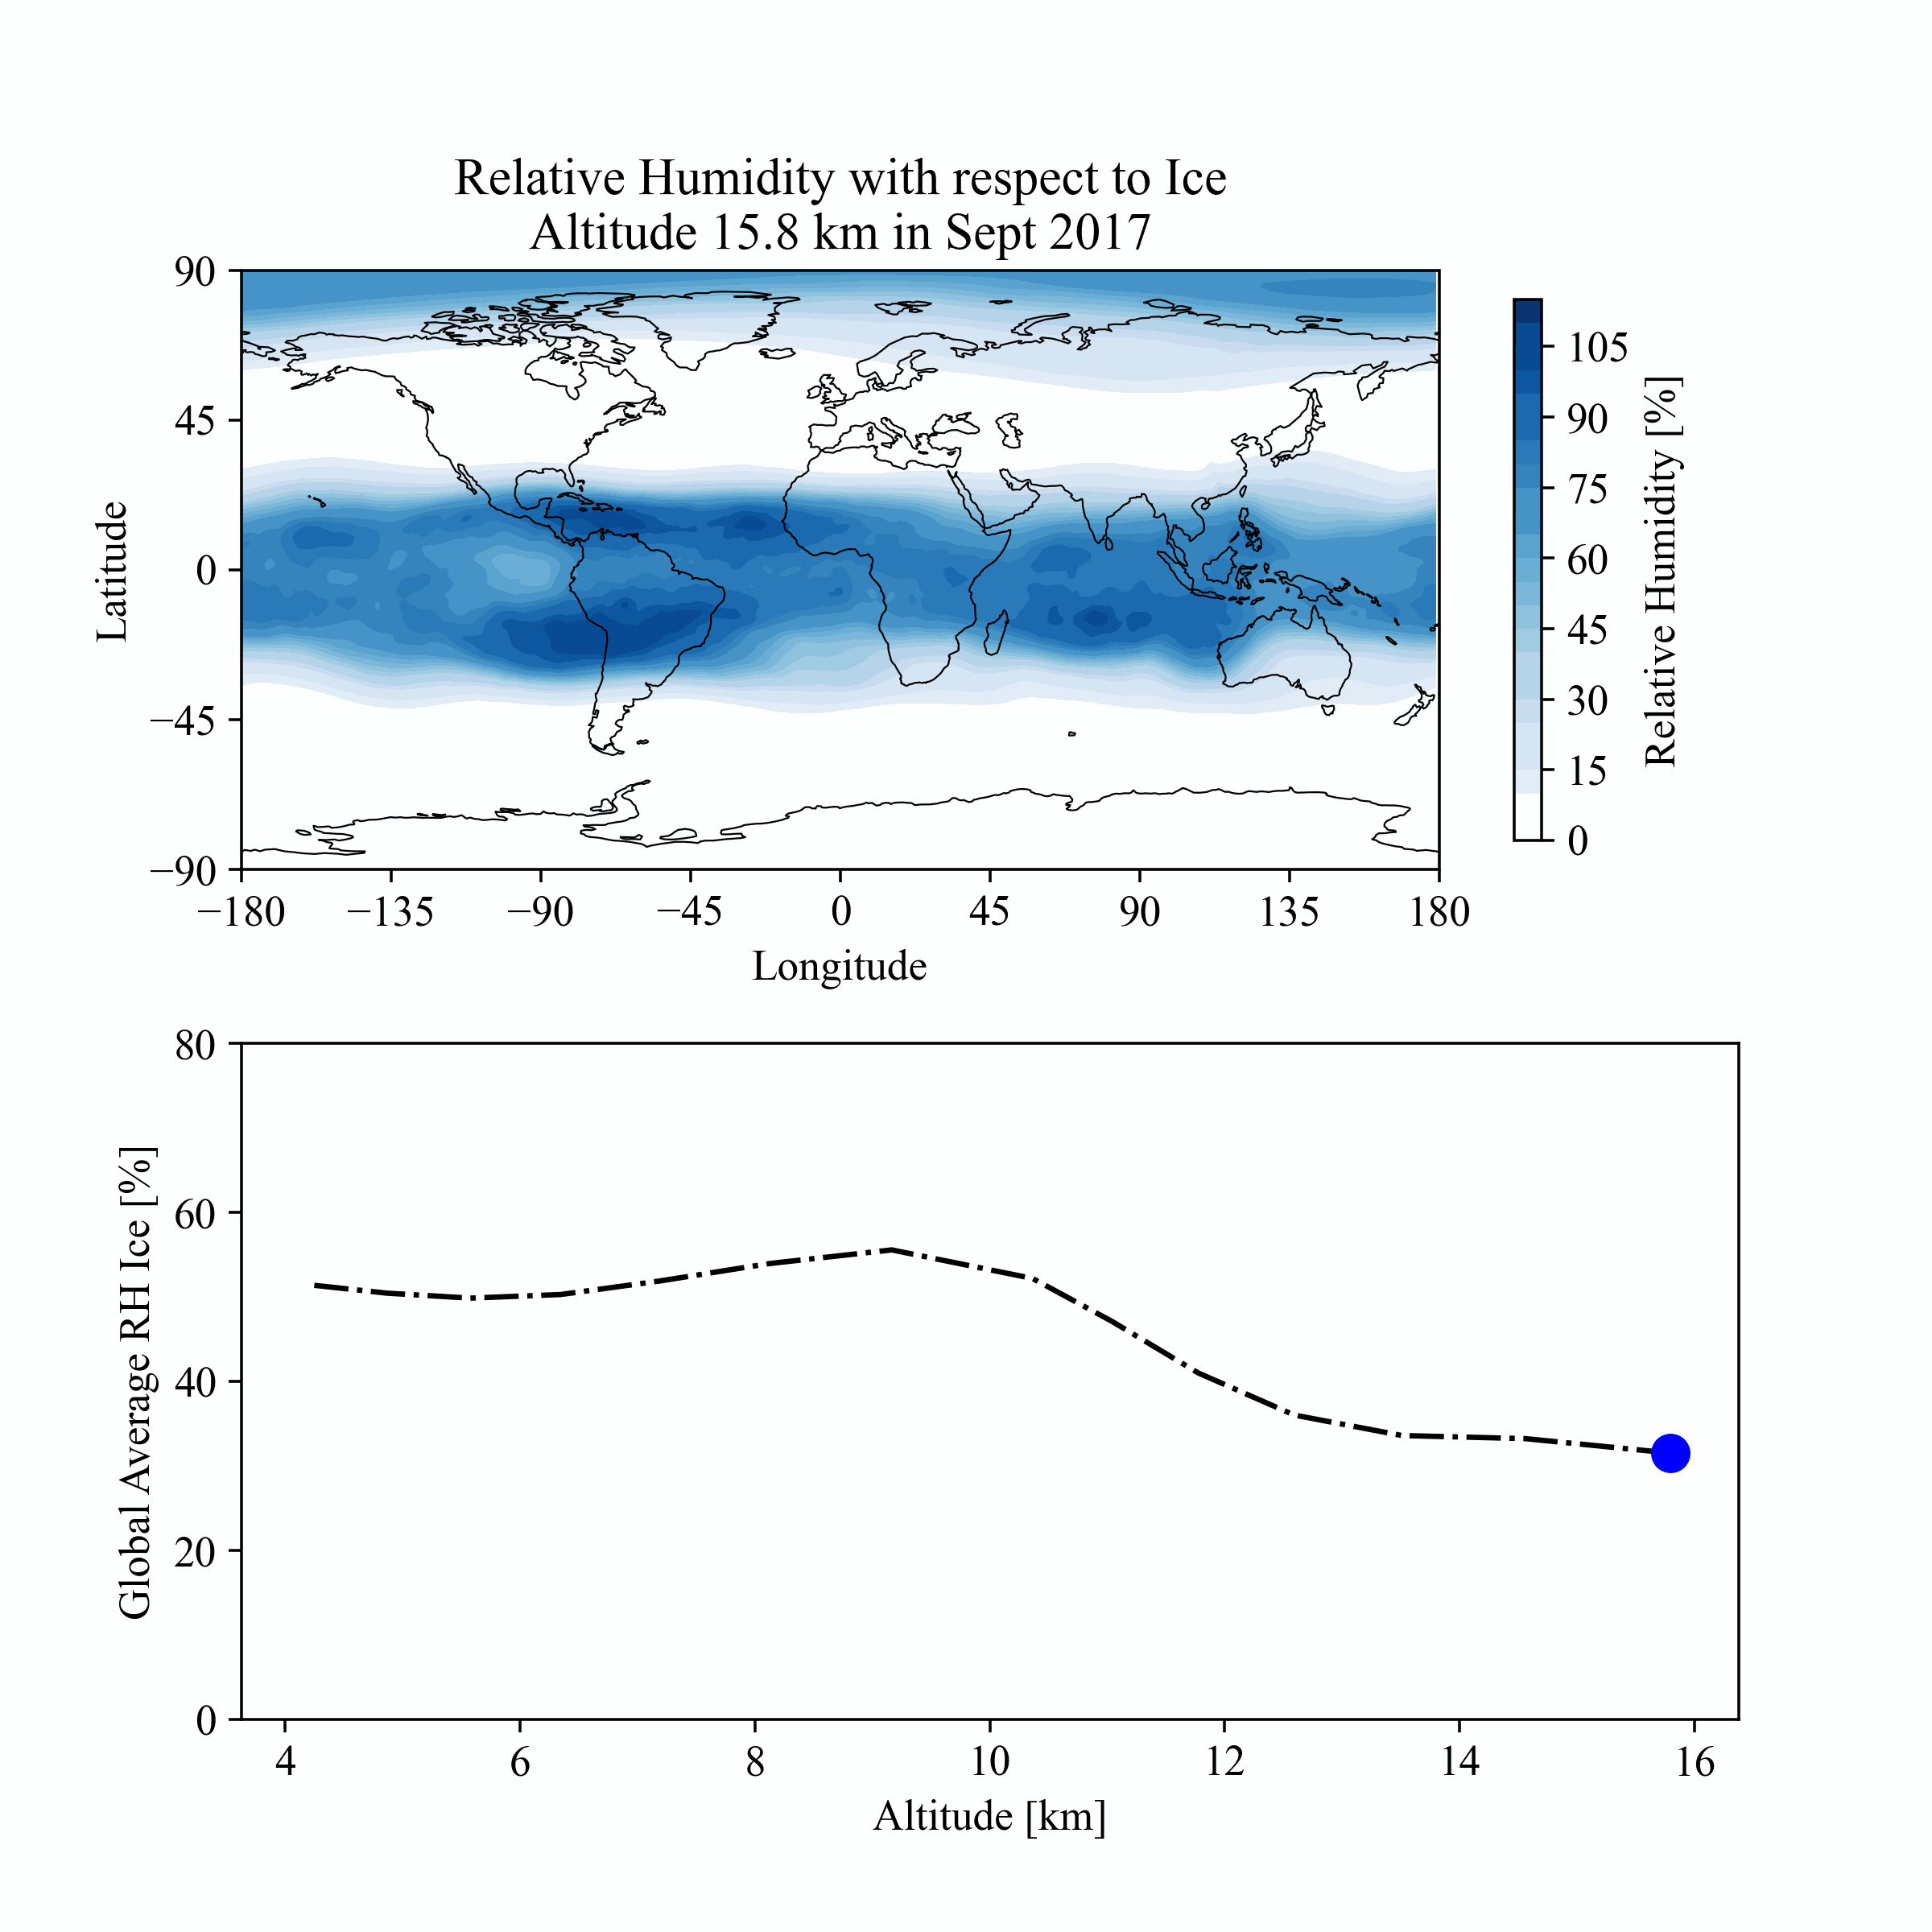 Relative Humidity with respect to Ice
Altitude 15.8 km in Sept 2017
90
45
0
−45
−90
Latitude
−180 −135 −90 −45 0 45 90 135 180
Longitude
105
90
75
60
45
30
15
0
Relative Humidity [%]
80
60
40
20
0
Global Average RH Ice [%]
4 6 8 10 12 14 16
Altitude [km]